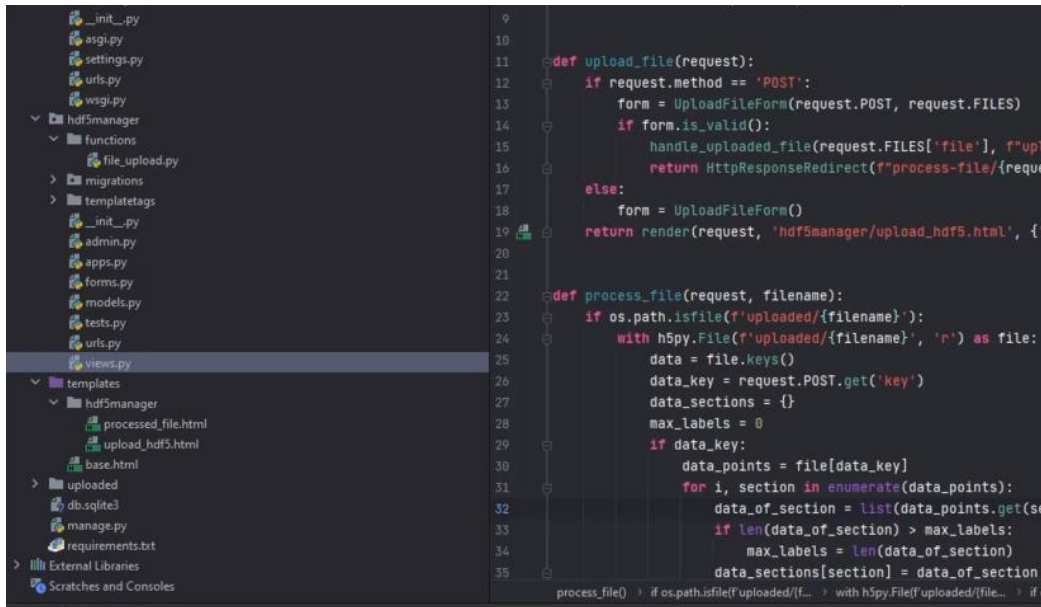 __init__.py
asgi.py
settings.py
urls.py
wsgi.py
hdf5manager
functions
file_upload.py
migrations
templatetags
__init__.py
admin.py
apps.py
forms.py
models.py
tests.py
urls.py
views.py
templates
hdf5manager
processed_file.html
upload_hdf5.html
base.html
uploaded
db.sqlite3
manage.py
requirements.txt
External Libraries
Scratches and Consoles
9
10
11 def upload_file(request):
12 if request.method == 'POST':
13 form = UploadFileForm(request.POST, request.FILES)
14 if form.is_valid():
15 handle_uploaded_file(request.FILES['file'], f"upl
16 return HttpResponseRedirect(f"process-file/{reque
17 else:
18 form = UploadFileForm()
19 return render(request, 'hdf5manager/upload_hdf5.html', {
20
21
22 def process_file(request, filename):
23 if os.path.isfile(f'uploaded/{filename}'):
24 with h5py.File(f'uploaded/{filename}', 'r') as file:
25 data = file.keys()
26 data_key = request.POST.get('key')
27 data_sections = {}
28 max_labels = 0
29 if data_key:
30 data_points = file[data_key]
31 for i, section in enumerate(data_points):
32 data_of_section = list(data_points.get(se
33 if len(data_of_section) > max_labels:
34 max_labels = len(data_of_section)
35 data_sections[section] = data_of_section
process_file() › if os.path.isfile(f'uploaded/{f... › with h5py.File(f'uploaded/{file... › if